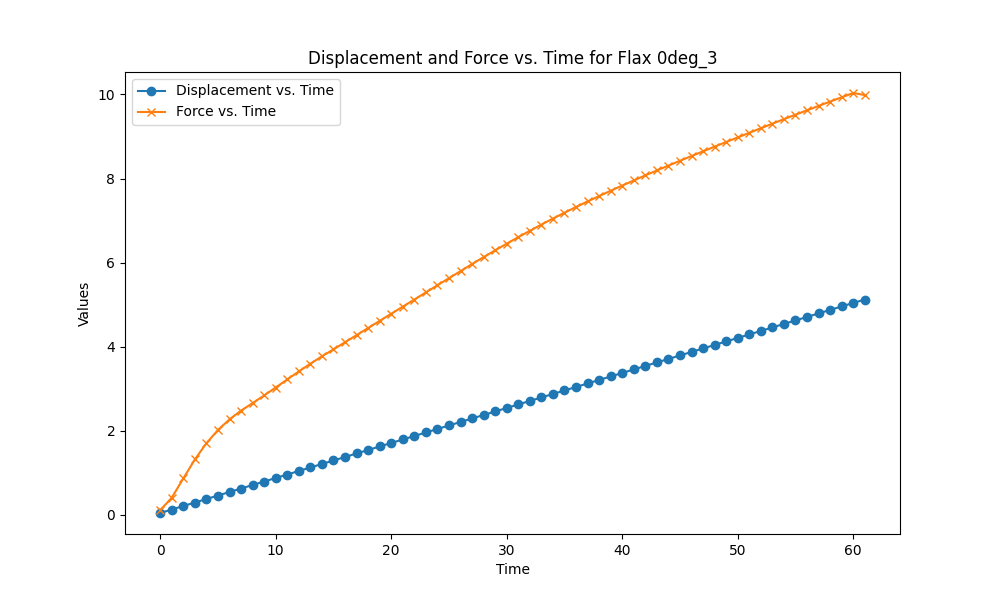 Displacement and Force vs. Time for Flax 0deg_3
Displacement vs. Time
Force vs. Time
10
8
6
4
2
0
Values
0 10 20 30 40 50 60
Time